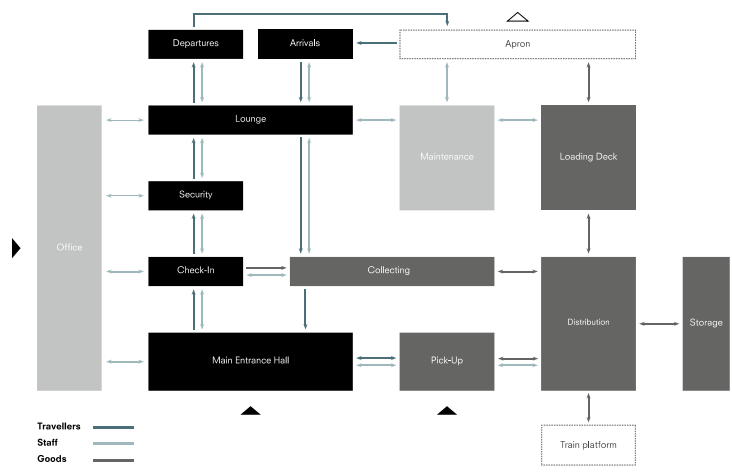 Departures
Arrivals
Apron
Lounge
Maintenance
Loading Deck
Security
Office
Check-In
Collecting
Distribution
Storage
Main Entrance Hall
Pick-Up
Travellers
Staff
Goods
Train platform